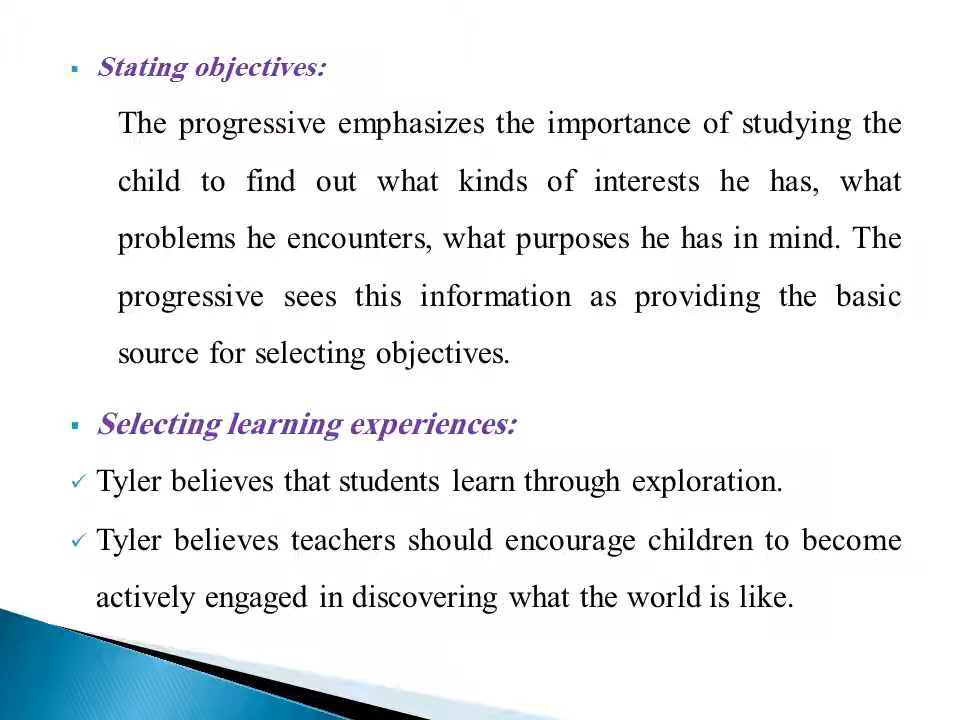 Stating objectives:
The progressive emphasizes the importance of studying the
child to find out what kinds of interests he has, what
problems he encounters, what purposes he has in mind. The
progressive sees this information as providing the basic
source for selecting objectives.
Selecting learning experiences:
Tyler believes that students learn through exploration.
Tyler believes teachers should encourage children to become
actively engaged in discovering what the world is like.